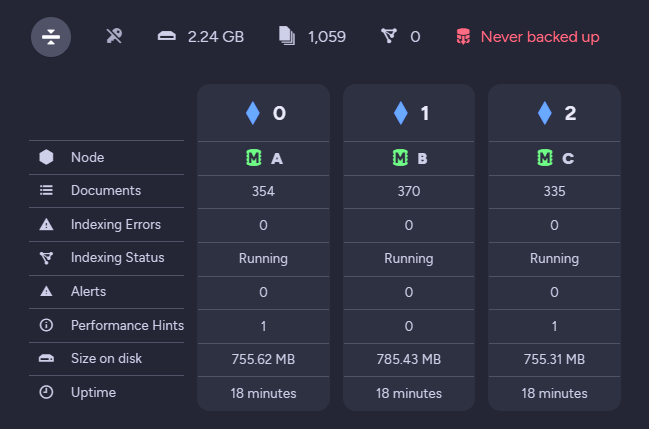 2.24 GB 1,059 0 Never backed up
0 1 2
Node M A M B M C
Documents 354 370 335
Indexing Errors 0 0 0
Indexing Status Running Running Running
Alerts 0 0 0
Performance Hints 1 0 1
Size on disk 755.62 MB 785.43 MB 755.31 MB
Uptime 18 minutes 18 minutes 18 minutes